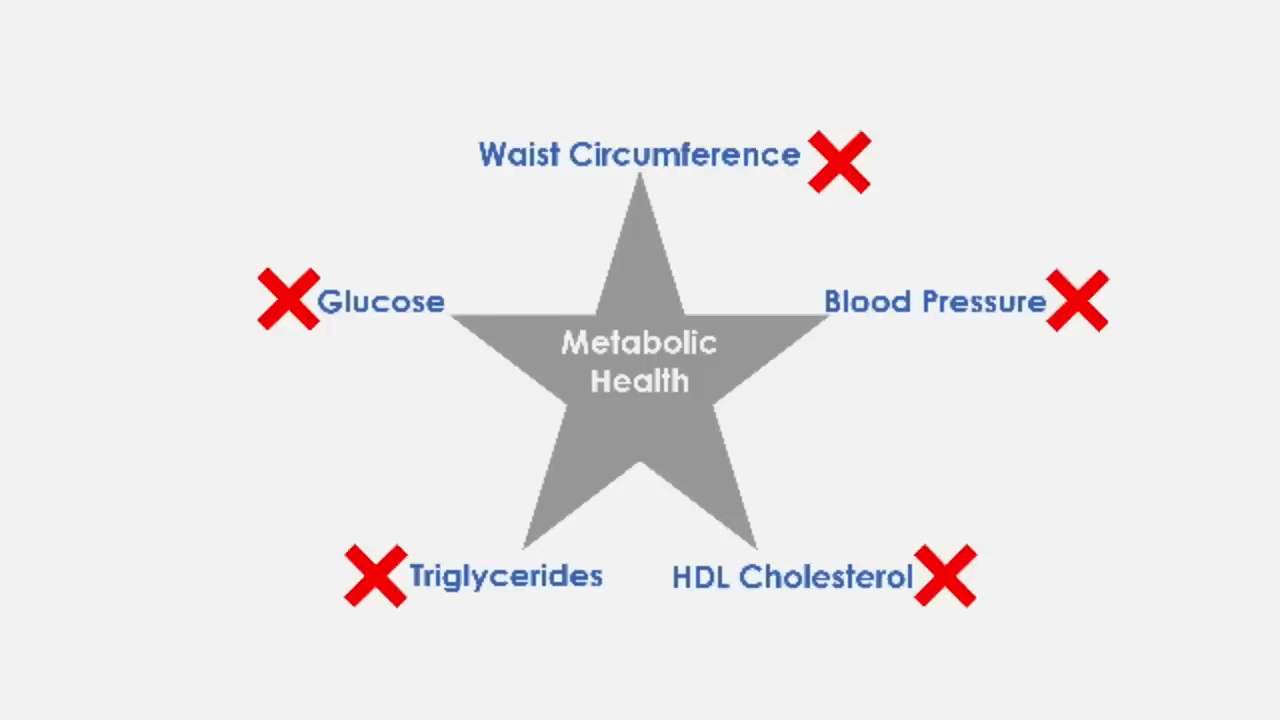 Waist Circumference
Glucose
Blood Pressure
Metabolic
Health
Triglycerides
HDL Cholesterol